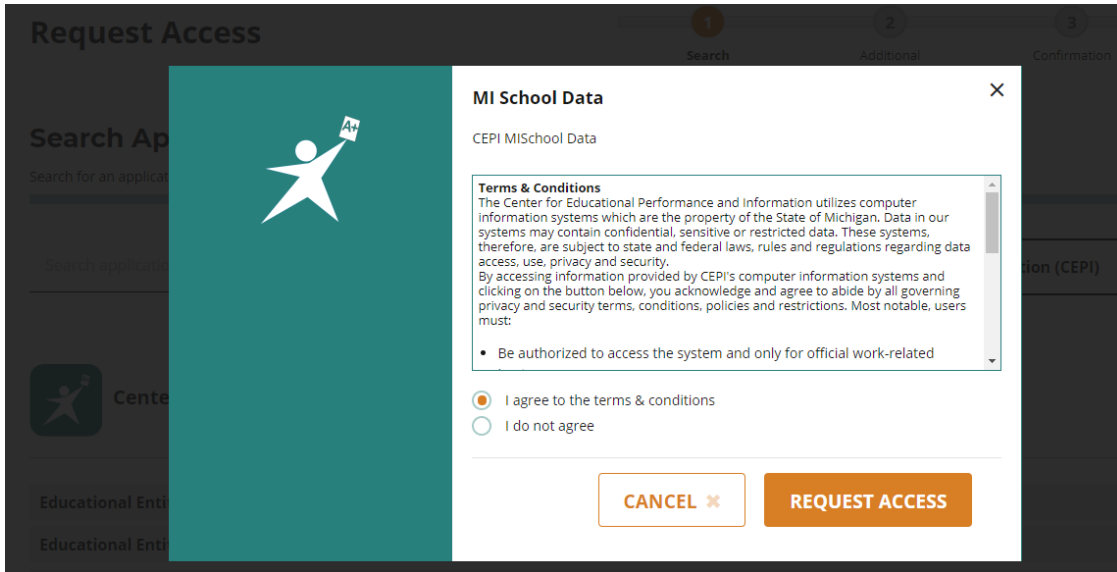 Request Access
1
2
3
Search
Additional
Confirmation
MI School Data
CEPI MISchool Data
A+
Search Ap
Search for an applicat
Terms & Conditions
The Center for Educational Performance and Information utilizes computer
information systems which are the property of the State of Michigan. Data in our
systems may contain confidential, sensitive or restricted data. These systems,
therefore, are subject to state and federal laws, rules and regulations regarding data
access, use, privacy and security.
By accessing information provided by CEPI's computer information systems and
clicking on the button below, you acknowledge and agree to abide by all governing
privacy and security terms, conditions, policies and restrictions. Most notable, users
must:
• Be authorized to access the system and only for official work-related
Search applicatio
tion (CEPI)
I agree to the terms & conditions
I do not agree
Cente
CANCEL ✖
REQUEST ACCESS
Educational Enti
Educational Enti